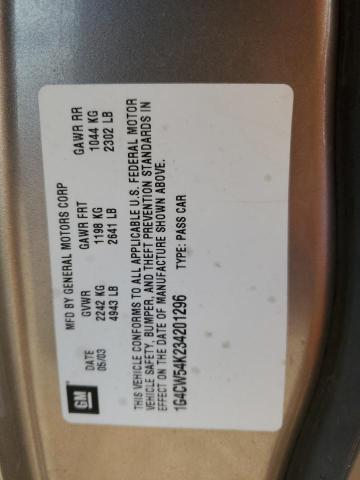 GM
MFD BY GENERAL MOTORS CORP
DATE GVWR GAWR FRT GAWR RR
05/03 2242 KG 1198 KG 1044 KG
4943 LB 2641 LB 2302 LB
THIS VEHICLE CONFORMS TO ALL APPLICABLE U.S. FEDERAL MOTOR
VEHICLE SAFETY, BUMPER, AND THEFT PREVENTION STANDARDS IN
EFFECT ON THE DATE OF MANUFACTURE SHOWN ABOVE.
1G4CW54K234201296 TYPE: PASS CAR